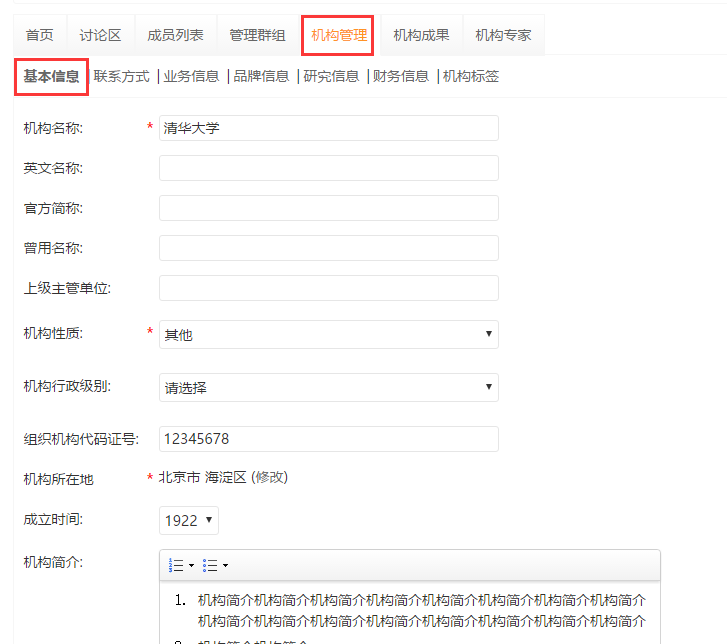 首页 讨论区 成员列表 管理群组 机构管理 机构成果 机构专家
基本信息 联系方式 |业务信息 |品牌信息 |研究信息 |财务信息 |机构标签
机构名称: * 清华大学
英文名称:
官方简称:
曾用名称:
上级主管单位:
机构性质: * 其他
机构行政级别: 请选择
组织机构代码证号: 12345678
机构所在地 * 北京市 海淀区 (修改)
成立时间: 1922
机构简介:
1. 机构简介机构简介机构简介机构简介机构简介机构简介机构简介机构简介
机构简介机构简介机构简介机构简介机构简介机构简介机构简介机构简介